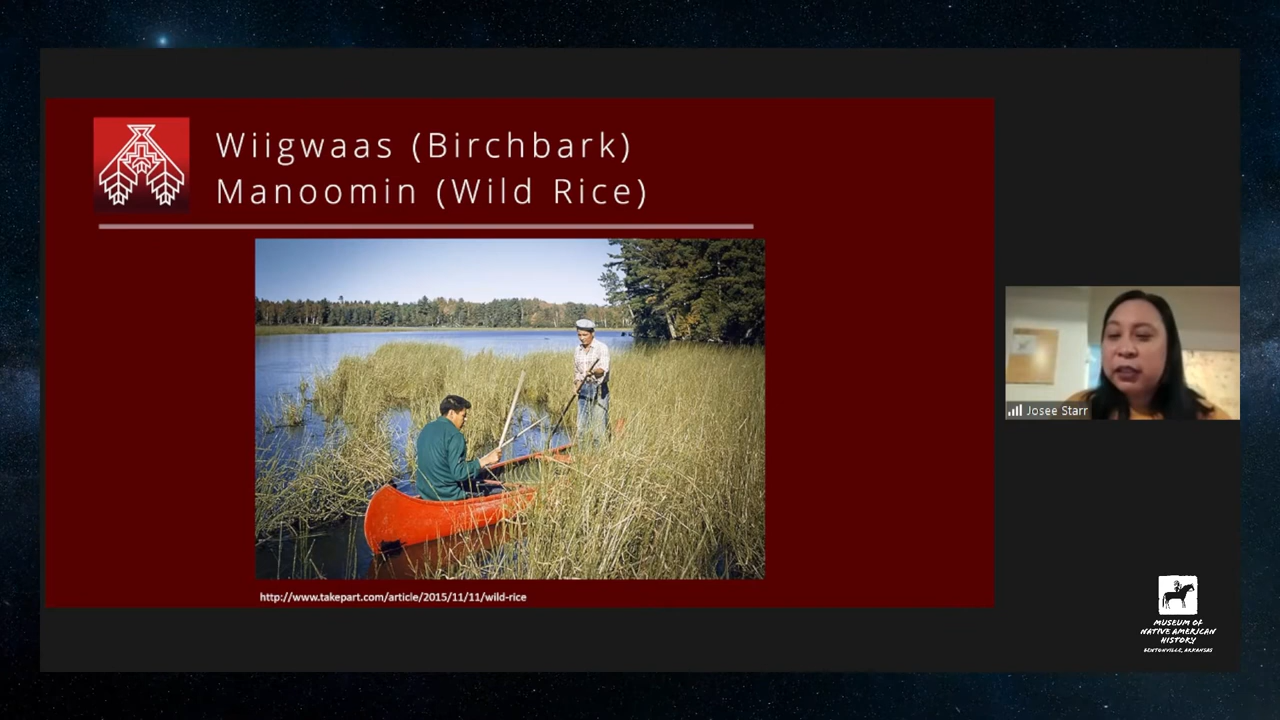 Wiigwaas (Birchbark)
Manoomin (Wild Rice)
http://www.takepart.com/article/2015/11/11/wild-rice
Josee Starr
MUSEUM OF
NATIVE AMERICAN
HISTORY
BENTONVILLE, ARKANSAS